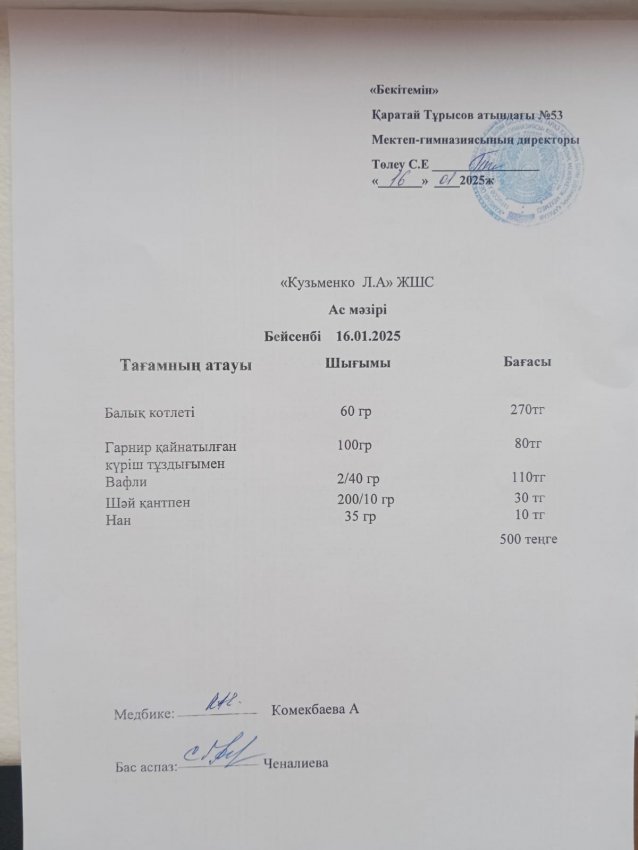 «Бекітемін»
Қаратай Тұрысов атындағы №53
Мектеп-гимназиясының директоры
Төлеу С.Е
«16» 01 2025ж
«Кузьменко Л.А» ЖШС
Ас мәзірі
Бейсенбі 16.01.2025
Тағамның атауы Шығымы Бағасы
Балық котлеті 60 гр 270тг
Гарнир қайнатылған 100гр 80тг
күріш тұздығымен
Вафли 2/40 гр 110тг
Шәй қантпен 200/10 гр 30 тг
Нан 35 гр 10 тг
500 теңге
Медбике: Комекбаева А
Бас аспаз: Ченалиева